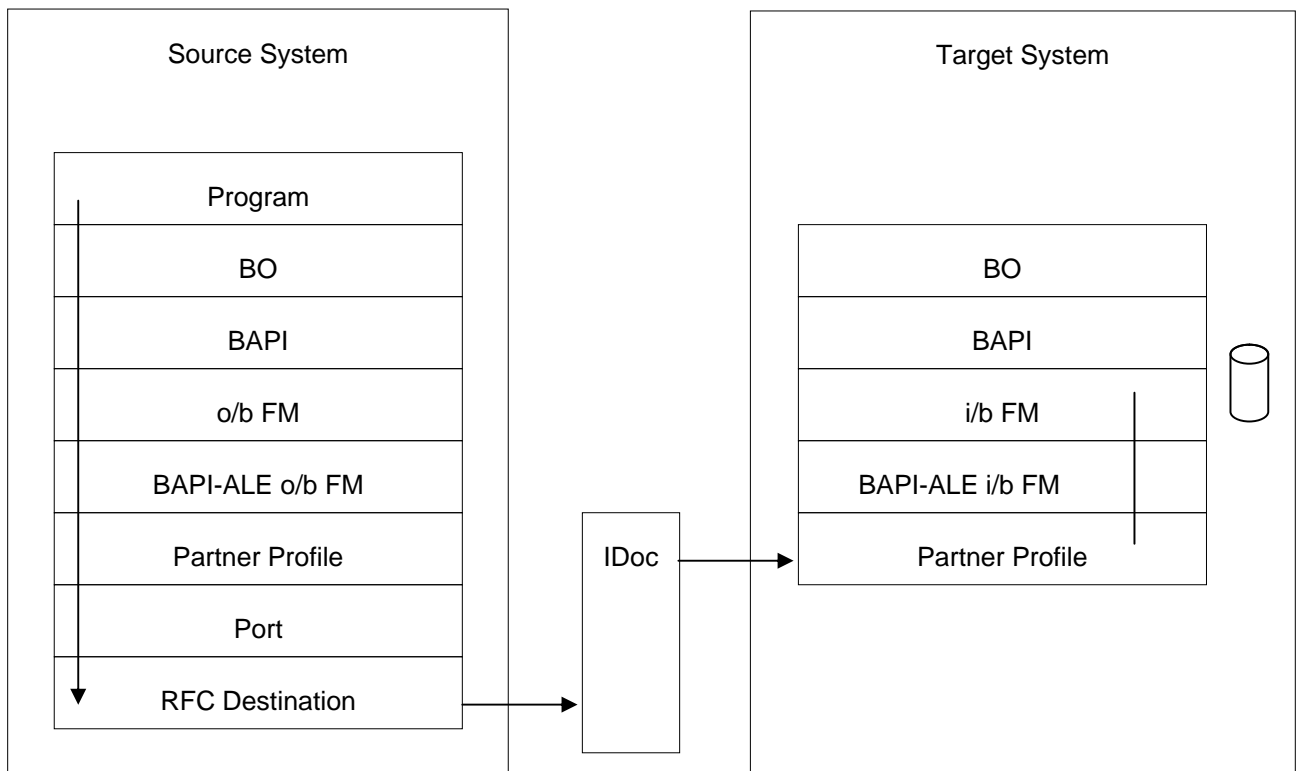 Source System
Program
BO
BAPI
o/b FM
BAPI-ALE o/b FM
Partner Profile
Port
RFC Destination
IDoc
Target System
BO
BAPI
i/b FM
BAPI-ALE i/b FM
Partner Profile